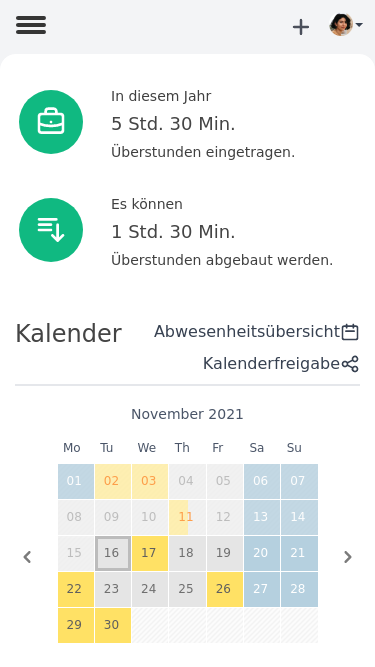 In diesem Jahr
5 Std. 30 Min.
Überstunden eingetragen.
Es können
1 Std. 30 Min.
Überstunden abgebaut werden.
Kalender
Abwesenheitsübersicht
Kalenderfreigabe
November 2021
Mo Tu We Th Fr Sa Su
01 02 03 04 05 06 07
08 09 10 11 12 13 14
15 16 17 18 19 20 21
22 23 24 25 26 27 28
29 30